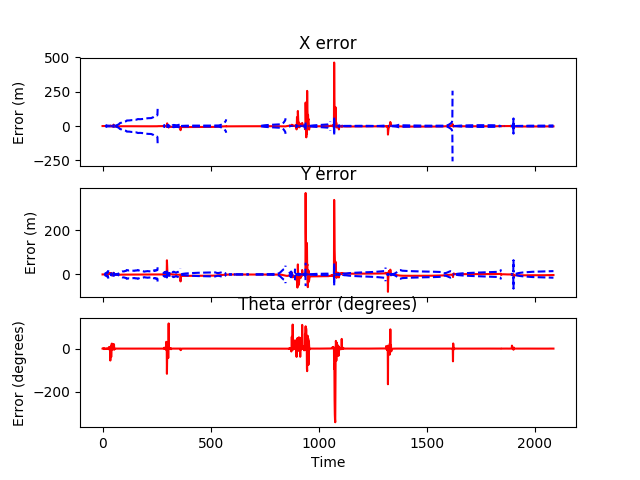 X error
Error (m)
500
250
0
−250
Y error
Error (m)
200
0
Theta error (degrees)
Error (degrees)
0
−200
0
500
1000
1500
2000
Time